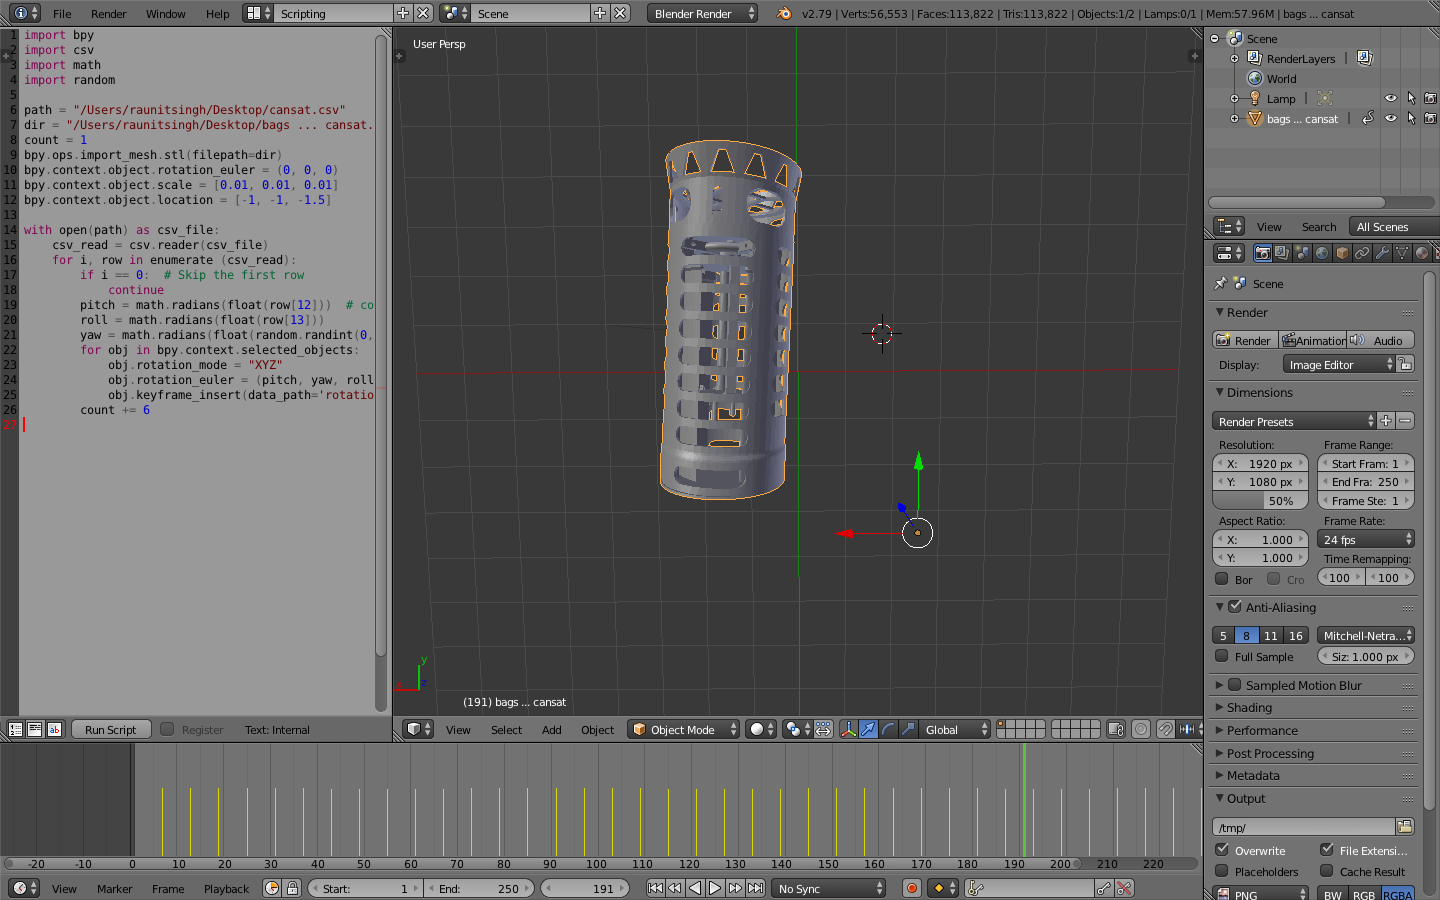 File Render Window Help Scripting Scene Blender Render v2.79 | Verts:56,553 | Faces:113,822 | Tris:113,822 | Objects:1/2 | Lamps:0/1 | Mem:57.96M | bags ... cansat
1 import bpy
2 import csv
3 import math
4 import random
5
6 path = "/Users/raunitsingh/Desktop/cansat.csv"
7 dir = "/Users/raunitsingh/Desktop/bags ... cansat.
8 count = 1
9 bpy.ops.import_mesh.stl(filepath=dir)
10 bpy.context.object.rotation_euler = (0, 0, 0)
11 bpy.context.object.scale = [0.01, 0.01, 0.01]
12 bpy.context.object.location = [-1, -1, -1.5]
13
14 with open(path) as csv_file:
15     csv_read = csv.reader(csv_file)
16     for i, row in enumerate (csv_read):
17         if i == 0:  # Skip the first row
18             continue
19         pitch = math.radians(float(row[12]))  # co
20         roll = math.radians(float(row[13]))
21         yaw = math.radians(float(random.randint(0,
22         for obj in bpy.context.selected_objects:
23             obj.rotation_mode = "XYZ"
24             obj.rotation_euler = (pitch, yaw, roll
25             obj.keyframe_insert(data_path='rotatio
26         count += 6
27
Run Script Register Text: Internal
User Persp
y
x
z
(191) bags ... cansat
View Select Add Object Object Mode Global
-20 -10 0 10 20 30 40 50 60 70 80 90 100 110 120 130 140 150 160 170 180 190 200 210 220
View Marker Frame Playback Start: 1 End: 250 191 No Sync
Scene
RenderLayers
World
Lamp
bags ... cansat
View Search All Scenes
Scene
Render
Render Animation Audio
Display: Image Editor
Dimensions
Render Presets
Resolution: Frame Range:
X: 1920 px Start Fram: 1
Y: 1080 px End Fra: 250
50% Frame Ste: 1
Aspect Ratio: Frame Rate:
X: 1.000 24 fps
Y: 1.000 Time Remapping:
Bor Cro 100 100
Anti-Aliasing
5 8 11 16 Mitchell-Netra...
Full Sample Siz: 1.000 px
Sampled Motion Blur
Shading
Performance
Post Processing
Metadata
Output
/tmp/
Overwrite File Extensi...
Placeholders Cache Result
PNG BW RGB RGBA